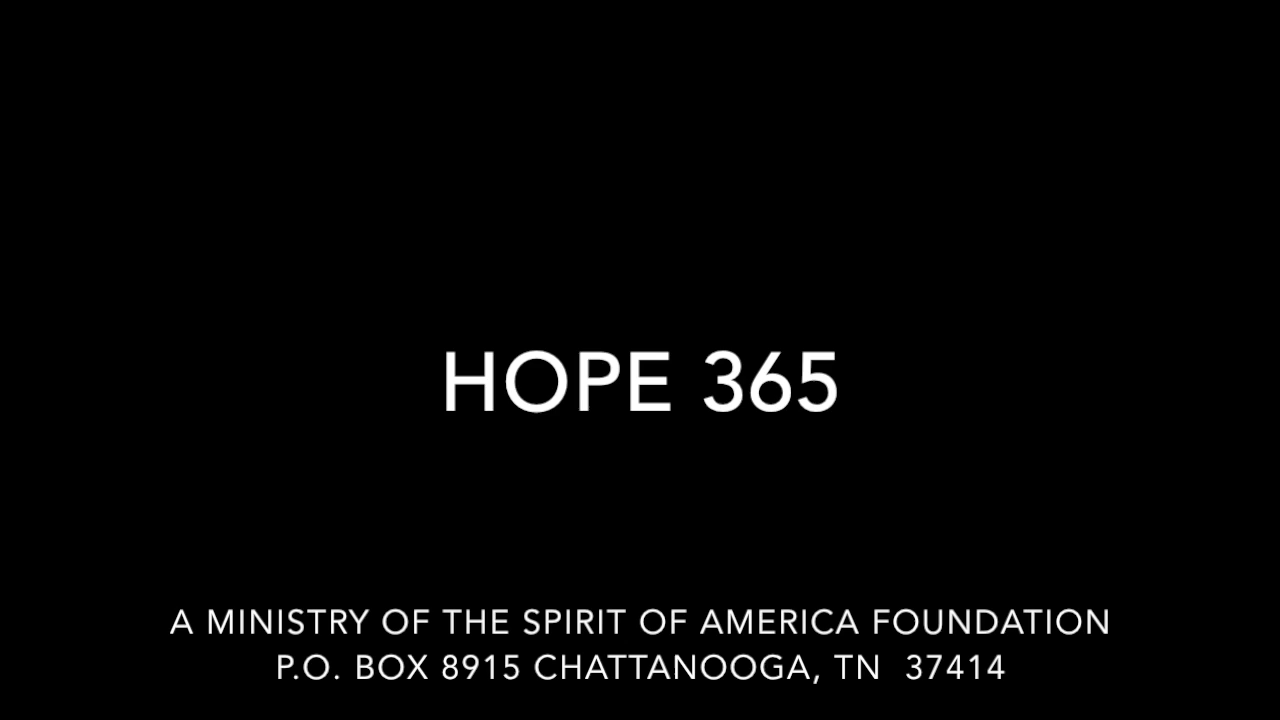 HOPE 365
A MINISTRY OF THE SPIRIT OF AMERICA FOUNDATION
P.O. BOX 8915 CHATTANOOGA, TN  37414